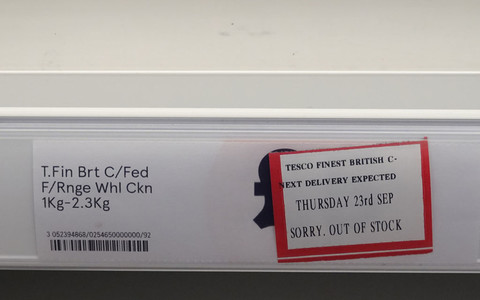 T.Fin Brt C/Fed
F/Rnge Whl Ckn
1Kg-2.3Kg
3 052394868/0254650000000/92
TESCO FINEST BRITISH C-
NEXT DELIVERY EXPECTED
THURSDAY 23rd SEP
SORRY. OUT OF STOCK